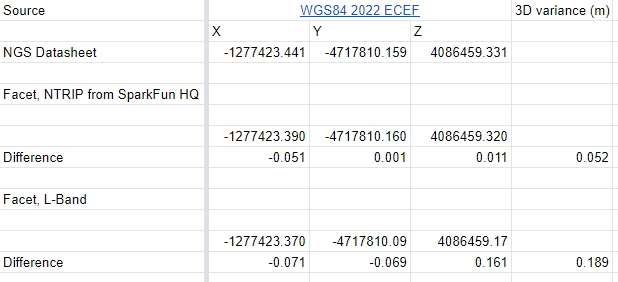 Source WGS84 2022 ECEF 3D variance (m)
X Y Z
NGS Datasheet -1277423.441 -4717810.159 4086459.331
Facet, NTRIP from SparkFun HQ
-1277423.390 -4717810.160 4086459.320
Difference -0.051 0.001 0.011 0.052
Facet, L-Band
-1277423.370 -4717810.09 4086459.17
Difference -0.071 -0.069 0.161 0.189